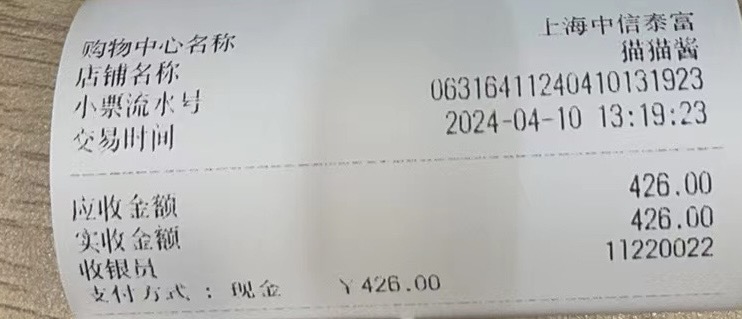 购物中心名称 上海中信泰富
店铺名称 猫猫酱
小票流水号 06316411240410131923
交易时间 2024-04-10 13:19:23
应收金额 426.00
实收金额 426.00
收银员 11220022
支付方式：现金 ￥426.00